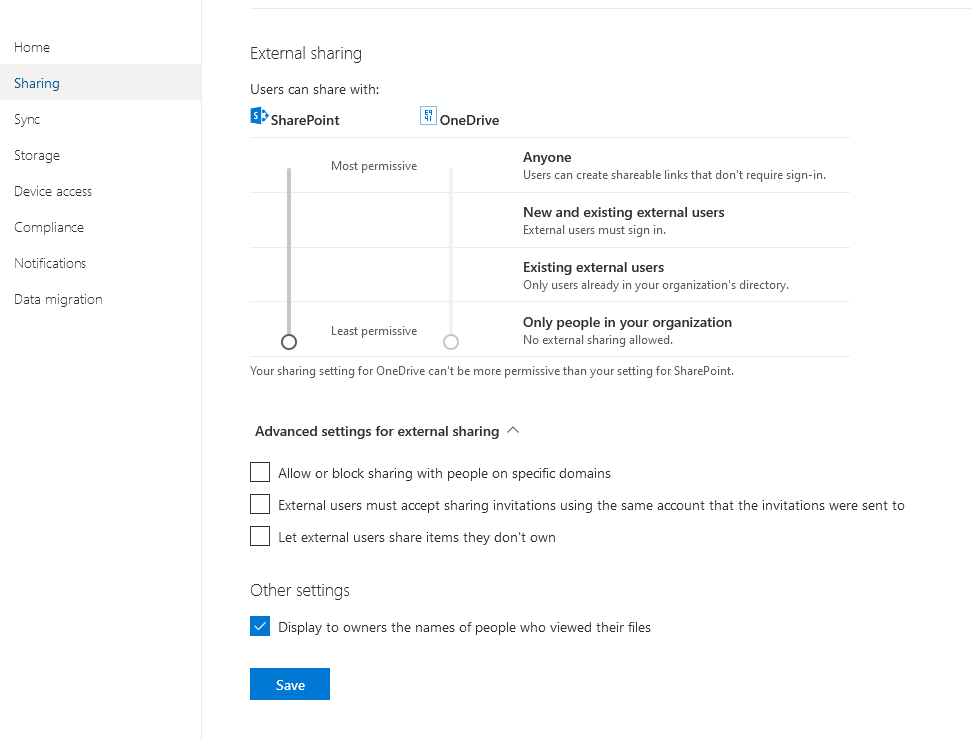 Home
Sharing
Sync
Storage
Device access
Compliance
Notifications
Data migration
External sharing
Users can share with:
SharePoint
OneDrive
Most permissive
Anyone
Users can create shareable links that don't require sign-in.
New and existing external users
External users must sign in.
Existing external users
Only users already in your organization's directory.
Least permissive
Only people in your organization
No external sharing allowed.
Your sharing setting for OneDrive can't be more permissive than your setting for SharePoint.
Advanced settings for external sharing
Allow or block sharing with people on specific domains
External users must accept sharing invitations using the same account that the invitations were sent to
Let external users share items they don't own
Other settings
Display to owners the names of people who viewed their files
Save